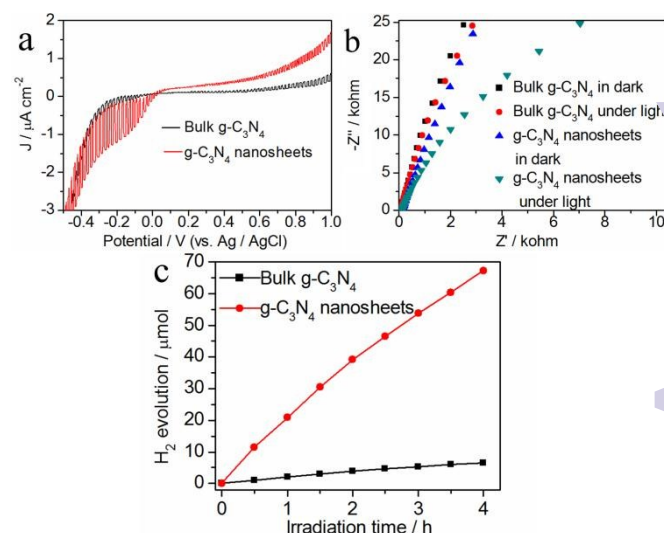 a
J / μA cm⁻²
2
1
0
-1
-2
-3
Bulk g-C₃N₄
g-C₃N₄ nanosheets
-0.4 -0.2 0.0 0.2 0.4 0.6 0.8 1.0
Potential / V (vs. Ag / AgCl)
b
-Z'' / kohm
25
20
15
10
5
0
Bulk g-C₃N₄ in dark
Bulk g-C₃N₄ under light
g-C₃N₄ nanosheets
in dark
g-C₃N₄ nanosheets
under light
0 2 4 6 8 10
Z' / kohm
c
H₂ evolution / μmol
70
60
50
40
30
20
10
0
Bulk g-C₃N₄
g-C₃N₄ nanosheets
0 1 2 3 4
Irradiation time / h